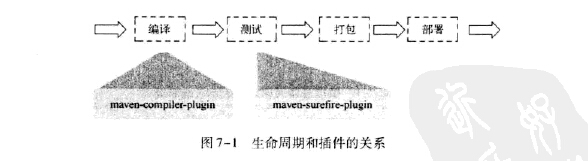 编译 测试 打包 部署
maven-compiler-plugin maven-surefire-plugin
图7-1 生命周期和插件的关系